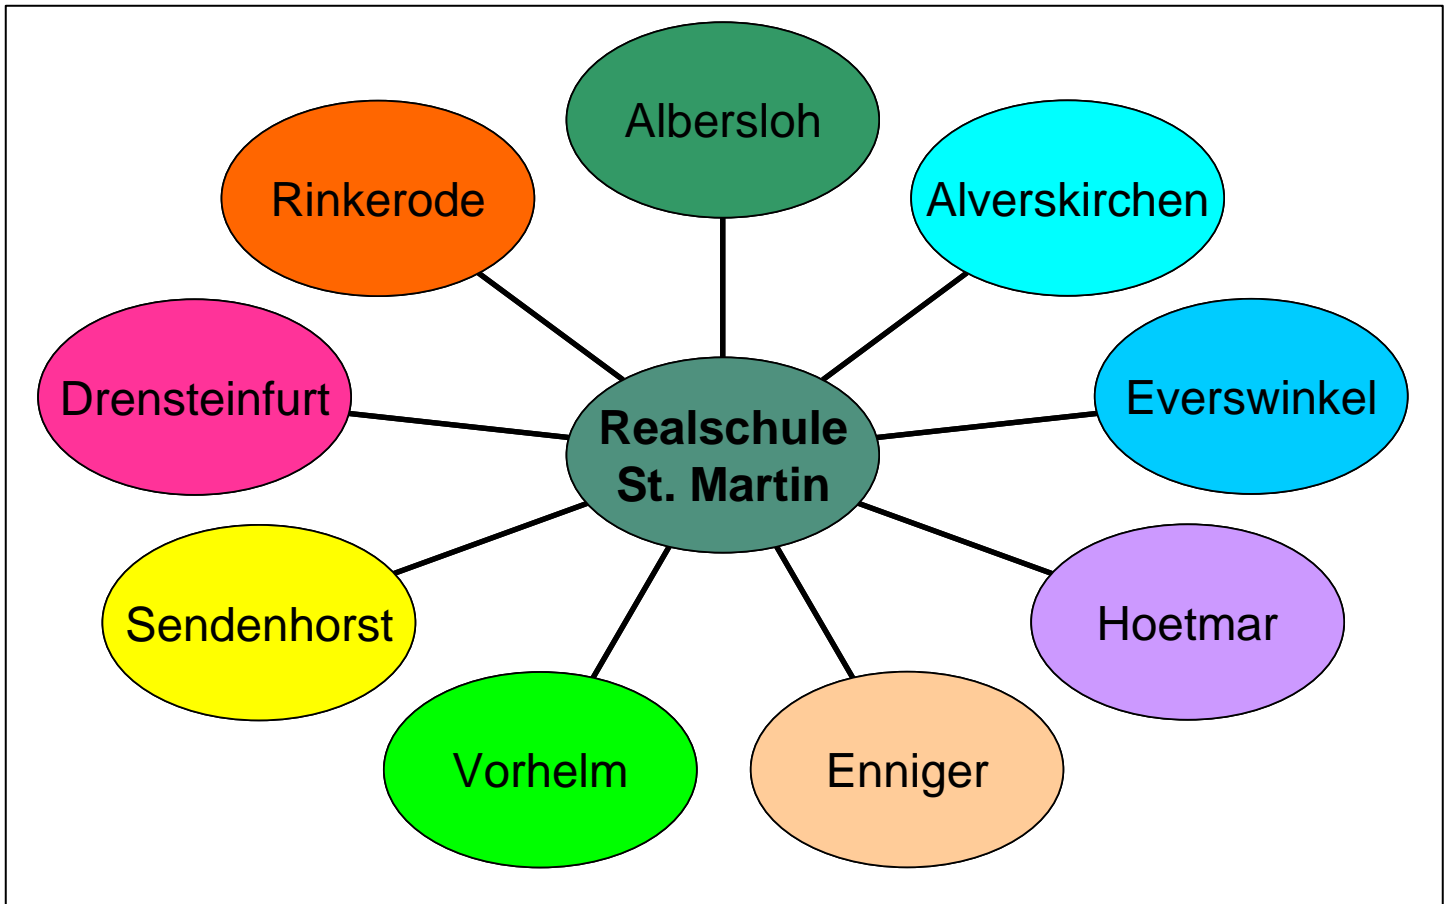 Albersloh
Rinkerode
Alverskirchen
Drensteinfurt
Everswinkel
Realschule
St. Martin
Sendenhorst
Hoetmar
Vorhelm
Enniger